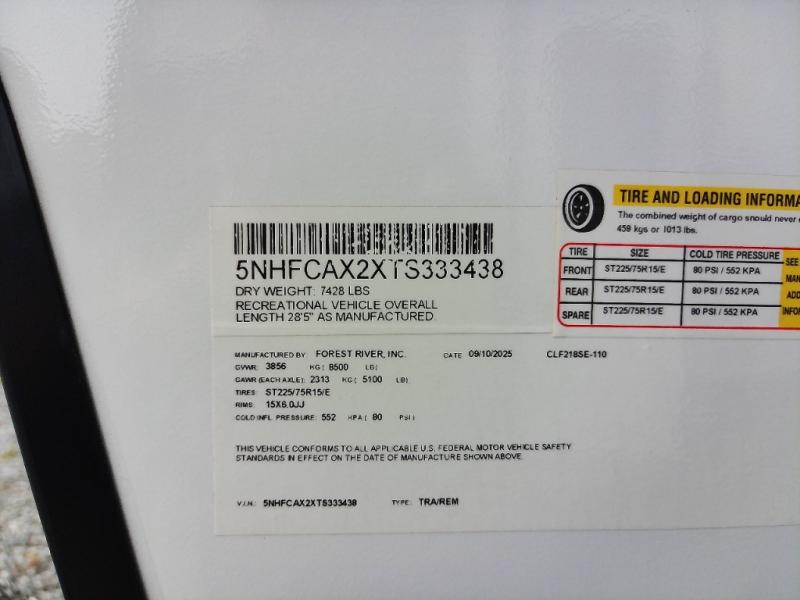 TIRE AND LOADING INFORMA
The combined weight of cargo should never
459 kgs or 1013 lbs.
TIRE SIZE COLD TIRE PRESSURE SEE
FRONT ST225/75R15/E 80 PSI / 552 KPA MAN
REAR ST225/75R15/E 80 PSI / 552 KPA ADD
SPARE ST225/75R15/E 80 PSI / 552 KPA INFO
5NHFCAX2XTS333438
DRY WEIGHT: 7428 LBS
RECREATIONAL VEHICLE OVERALL
LENGTH 28'5" AS MANUFACTURED.
MANUFACTURED BY: FOREST RIVER, INC. DATE 09/10/2025 CLF218SE-110
GVWR: 3856 KG ( 8500 LB)
GAWR (EACH AXLE): 2313 KG ( 5100 LB)
TIRES: ST225/75R15/E
RIMS: 15X6.0JJ
COLD INFL. PRESSURE: 552 KPA ( 80 PSI)
THIS VEHICLE CONFORMS TO ALL APPLICABLE U.S. FEDERAL MOTOR VEHICLE SAFETY
STANDARDS IN EFFECT ON THE DATE OF MANUFACTURE SHOWN ABOVE.
V.I.N.: 5NHFCAX2XTS333438 TYPE: TRA/REM